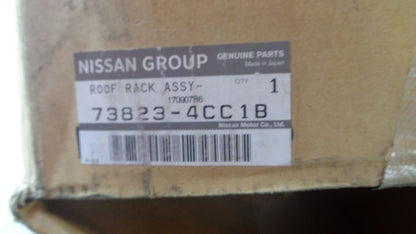 NISSAN GROUP GENUINE PARTS
Made in Japan
ROOF RACK ASSY- QTY 1
17090786
73823-4CC1B
Nissan Motor Co., Ltd.